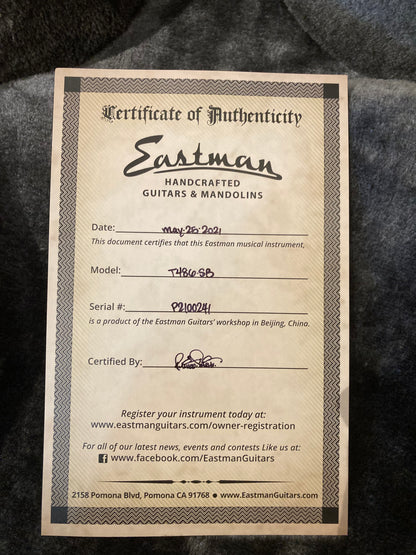 Certificate of Authenticity
Eastman
HANDCRAFTED
GUITARS & MANDOLINS
Date: May-25-2021
This document certifies that this Eastman musical instrument,
Model: T486-SB
Serial #: P2100241
is a product of the Eastman Guitars' workshop in Beijing, China.
Certified By:
Register your instrument today at:
www.eastmanguitars.com/owner-registration
For all of our latest news, events and contests Like us at:
f www.facebook.com/EastmanGuitars
2158 Pomona Blvd, Pomona CA 91768 ● www.EastmanGuitars.com